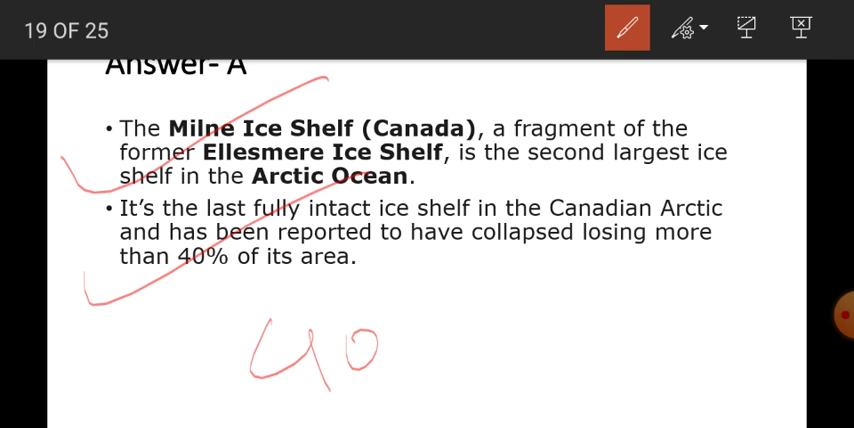 19 OF 25
Answer- A
• The Milne Ice Shelf (Canada), a fragment of the
former Ellesmere Ice Shelf, is the second largest ice
shelf in the Arctic Ocean.
• It's the last fully intact ice shelf in the Canadian Arctic
and has been reported to have collapsed losing more
than 40% of its area.
40